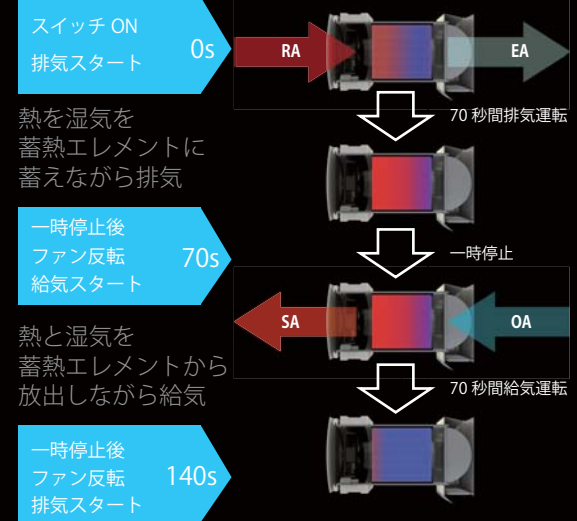 スイッチ ON
排気スタート
0s
RA
EA
70 秒間排気運転
熱を湿気を
蓄熱エレメントに
蓄えながら排気
一時停止後
ファン反転
給気スタート
70s
一時停止
SA
OA
熱と湿気を
蓄熱エレメントから
放出しながら給気
70 秒間給気運転
一時停止後
ファン反転
排気スタート
140s